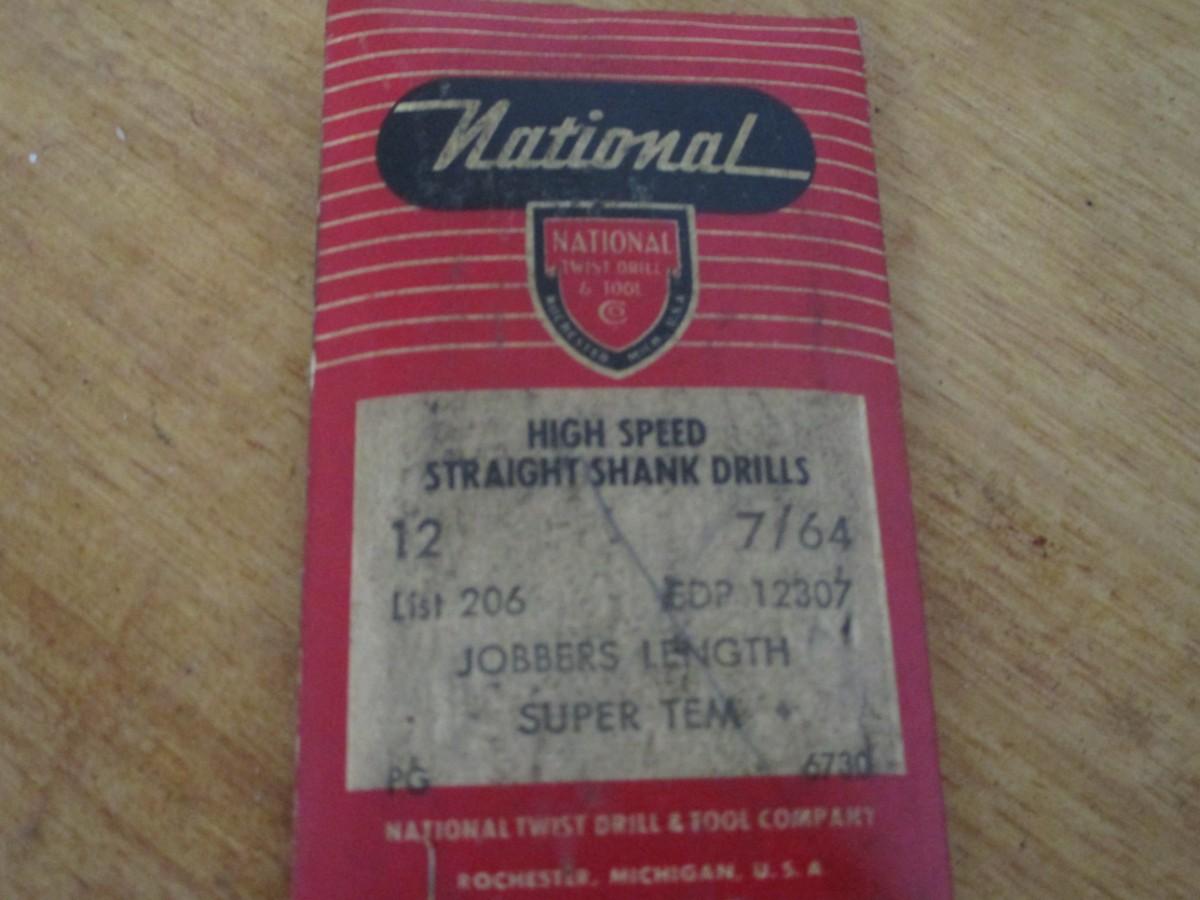 National
NATIONAL
TWIST DRILL
& TOOL
CO
ROCHESTER MICH. U.S.A.
HIGH SPEED
STRAIGHT SHANK DRILLS
12 7/64
List 206 EDP 12307
JOBBERS LENGTH
SUPER TEM
PG 6730
NATIONAL TWIST DRILL & TOOL COMPANY
ROCHESTER, MICHIGAN, U.S.A